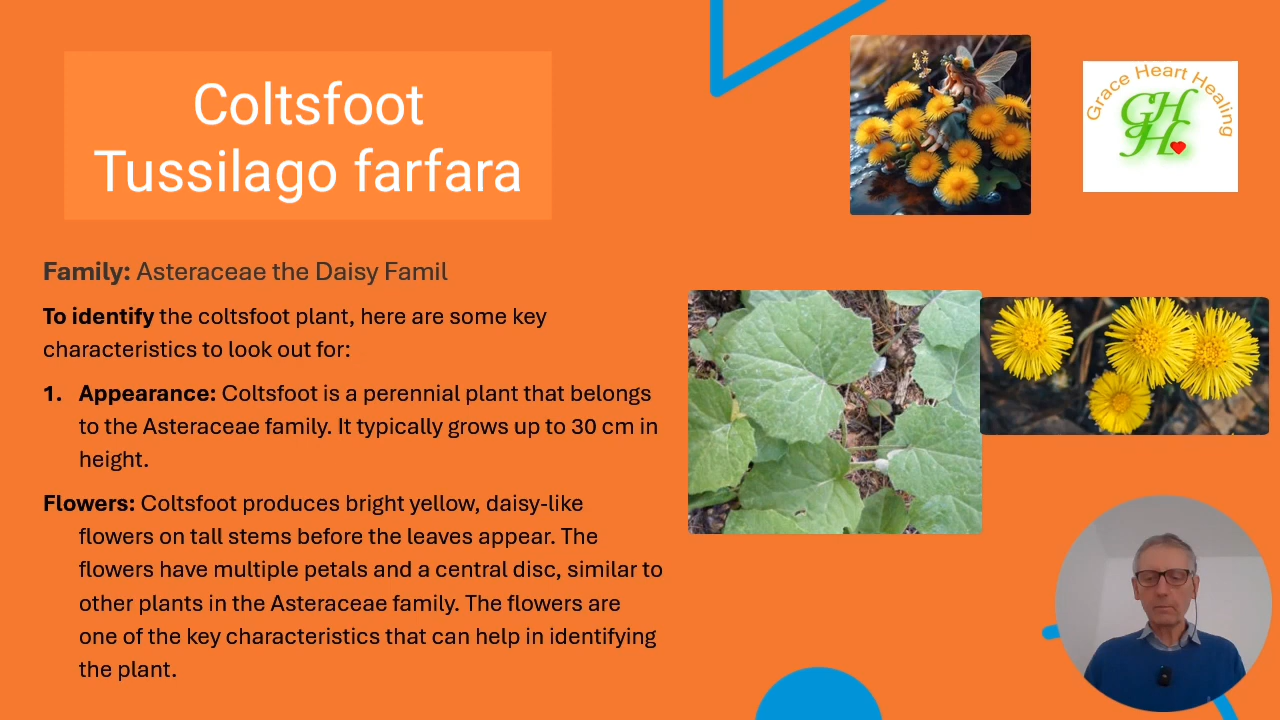 Coltsfoot
Tussilago farfara
Grace Heart Healing
GH
H
Family: Asteraceae the Daisy Famil
To identify the coltsfoot plant, here are some key
characteristics to look out for:
1. Appearance: Coltsfoot is a perennial plant that belongs
to the Asteraceae family. It typically grows up to 30 cm in
height.
Flowers: Coltsfoot produces bright yellow, daisy-like
flowers on tall stems before the leaves appear. The
flowers have multiple petals and a central disc, similar to
other plants in the Asteraceae family. The flowers are
one of the key characteristics that can help in identifying
the plant.